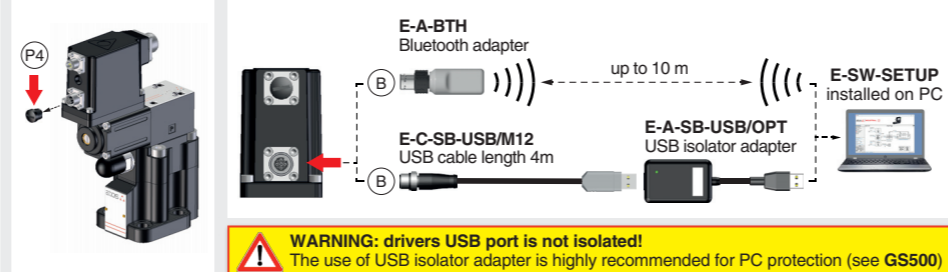 P4
E-A-BTH
Bluetooth adapter
B
up to 10 m
E-SW-SETUP
installed on PC
E-C-SB-USB/M12
USB cable length 4m
B
E-A-SB-USB/OPT
USB isolator adapter
WARNING: drivers USB port is not isolated!
The use of USB isolator adapter is highly recommended for PC protection (see GS500)